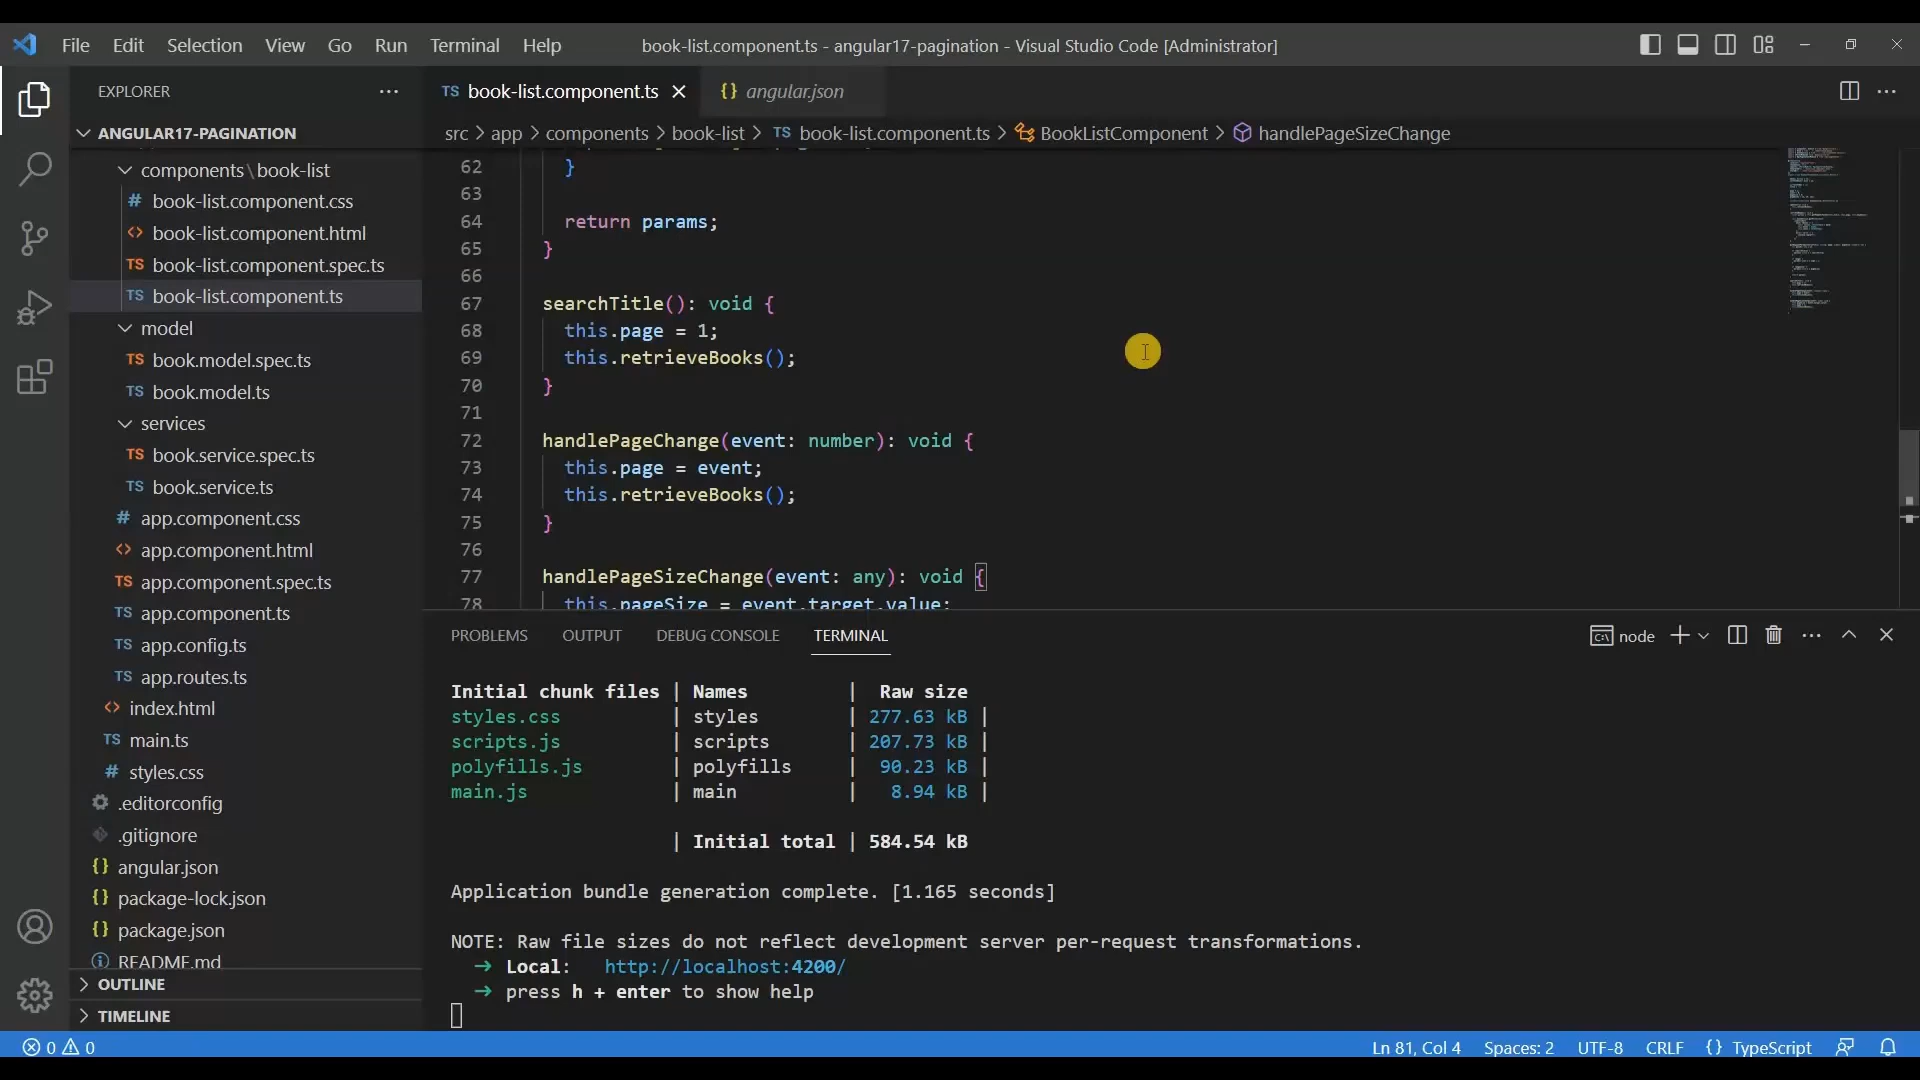 File Edit Selection View Go Run Terminal Help
book-list.component.ts - angular17-pagination - Visual Studio Code [Administrator]
EXPLORER
ANGULAR17-PAGINATION
components\book-list
# book-list.component.css
<> book-list.component.html
TS book-list.component.spec.ts
TS book-list.component.ts
model
TS book.model.spec.ts
TS book.model.ts
services
TS book.service.spec.ts
TS book.service.ts
# app.component.css
<> app.component.html
TS app.component.spec.ts
TS app.component.ts
TS app.config.ts
TS app.routes.ts
<> index.html
TS main.ts
# styles.css
.editorconfig
.gitignore
{} angular.json
{} package-lock.json
{} package.json
README.md
OUTLINE
TIMELINE
TS book-list.component.ts
{} angular.json
src > app > components > book-list > TS book-list.component.ts > BookListComponent > handlePageSizeChange
62 }
63
64 return params;
65 }
66
67 searchTitle(): void {
68 this.page = 1;
69 this.retrieveBooks();
70 }
71
72 handlePageChange(event: number): void {
73 this.page = event;
74 this.retrieveBooks();
75 }
76
77 handlePageSizeChange(event: any): void {
78 this.pageSize = event.target.value;
PROBLEMS OUTPUT DEBUG CONSOLE TERMINAL
node
Initial chunk files | Names | Raw size
styles.css | styles | 277.63 kB |
scripts.js | scripts | 207.73 kB |
polyfills.js | polyfills | 90.23 kB |
main.js | main | 8.94 kB |
| Initial total | 584.54 kB
Application bundle generation complete. [1.165 seconds]
NOTE: Raw file sizes do not reflect development server per-request transformations.
→ Local: http://localhost:4200/
→ press h + enter to show help
0 0
Ln 81, Col 4 Spaces: 2 UTF-8 CRLF {} TypeScript